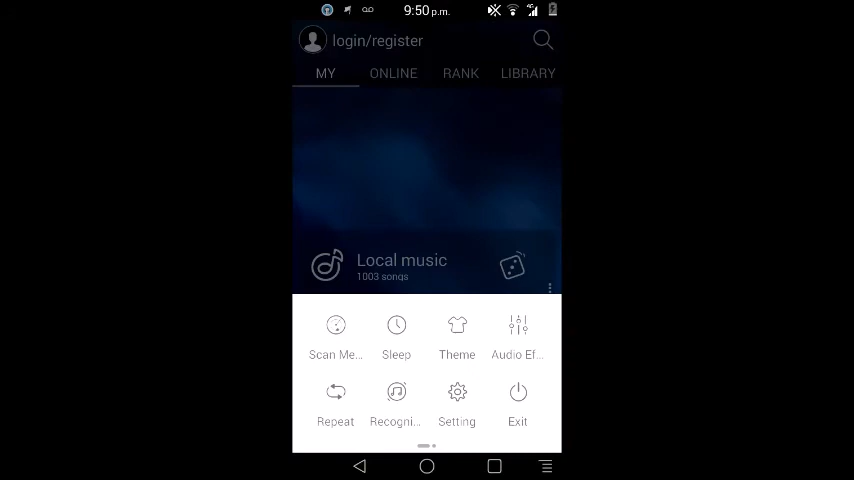 9:50 p.m.
login/register
MY ONLINE RANK LIBRARY
Local music
1003 songs
Scan Me... Sleep Theme Audio Ef...
Repeat Recogni... Setting Exit